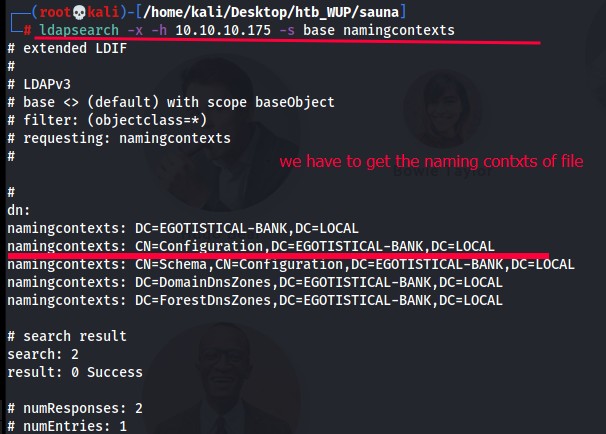 (root💀kali)-[/home/kali/Desktop/htb_WUP/sauna]
# ldapsearch -x -h 10.10.10.175 -s base namingcontexts
# extended LDIF
#
# LDAPv3
# base <> (default) with scope baseObject
# filter: (objectclass=*)
# requesting: namingcontexts
#
we have to get the naming contxts of file
Bowie Taylor
#
dn:
namingcontexts: DC=EGOTISTICAL-BANK,DC=LOCAL
namingcontexts: CN=Configuration,DC=EGOTISTICAL-BANK,DC=LOCAL
namingcontexts: CN=Schema,CN=Configuration,DC=EGOTISTICAL-BANK,DC=LOCAL
namingcontexts: DC=DomainDnsZones,DC=EGOTISTICAL-BANK,DC=LOCAL
namingcontexts: DC=ForestDnsZones,DC=EGOTISTICAL-BANK,DC=LOCAL
# search result
search: 2
result: 0 Success
# numResponses: 2
# numEntries: 1